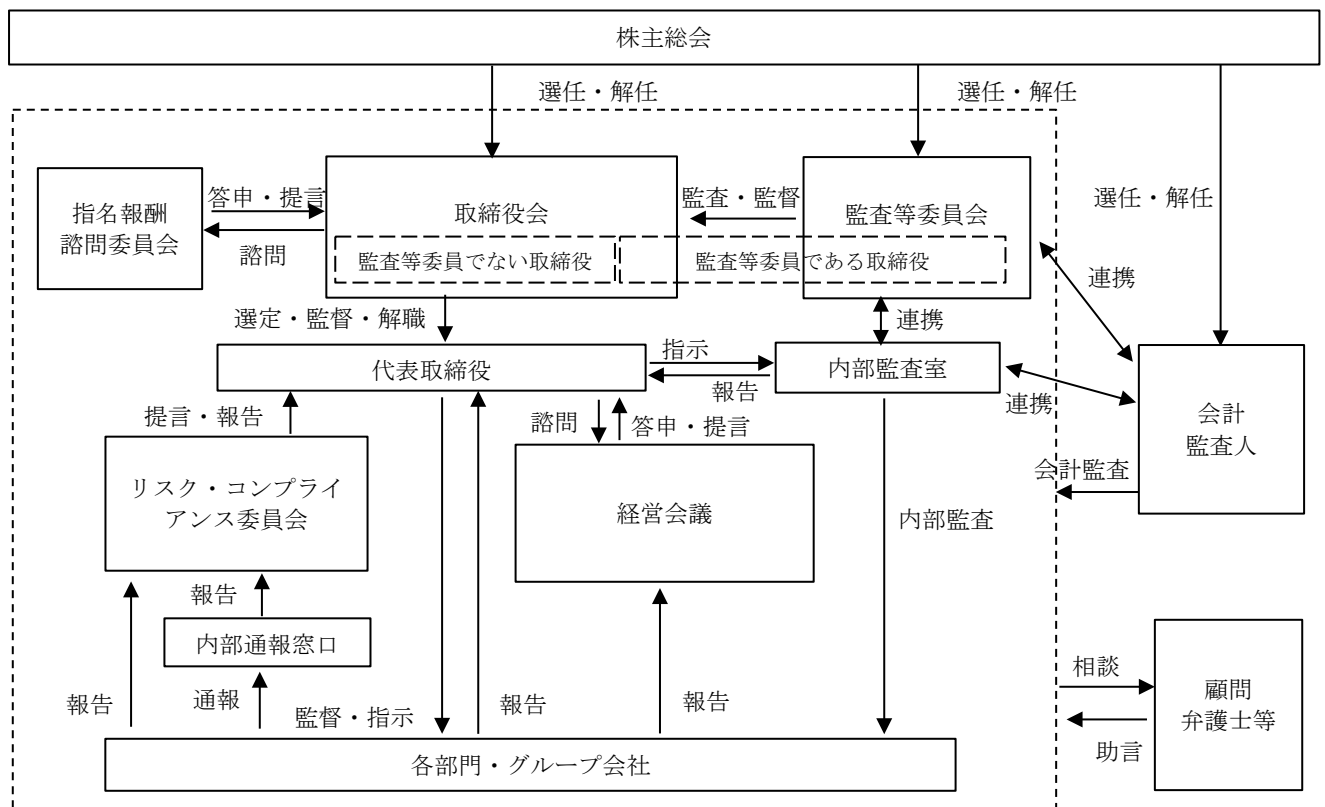 株主総会
選任・解任
選任・解任
選任・解任
指名報酬
諮問委員会
答申・提言
諮問
取締役会
監査・監督
監査等委員会
監査等委員でない取締役
監査等委員である取締役
連携
選定・監督・解職
連携
代表取締役
指示
報告
内部監査室
連携
会計
監査人
提言・報告
諮問
答申・提言
会計監査
リスク・コンプライ
アンス委員会
経営会議
内部監査
報告
内部通報窓口
報告
通報
監督・指示
報告
報告
相談
顧問
弁護士等
助言
各部門・グループ会社